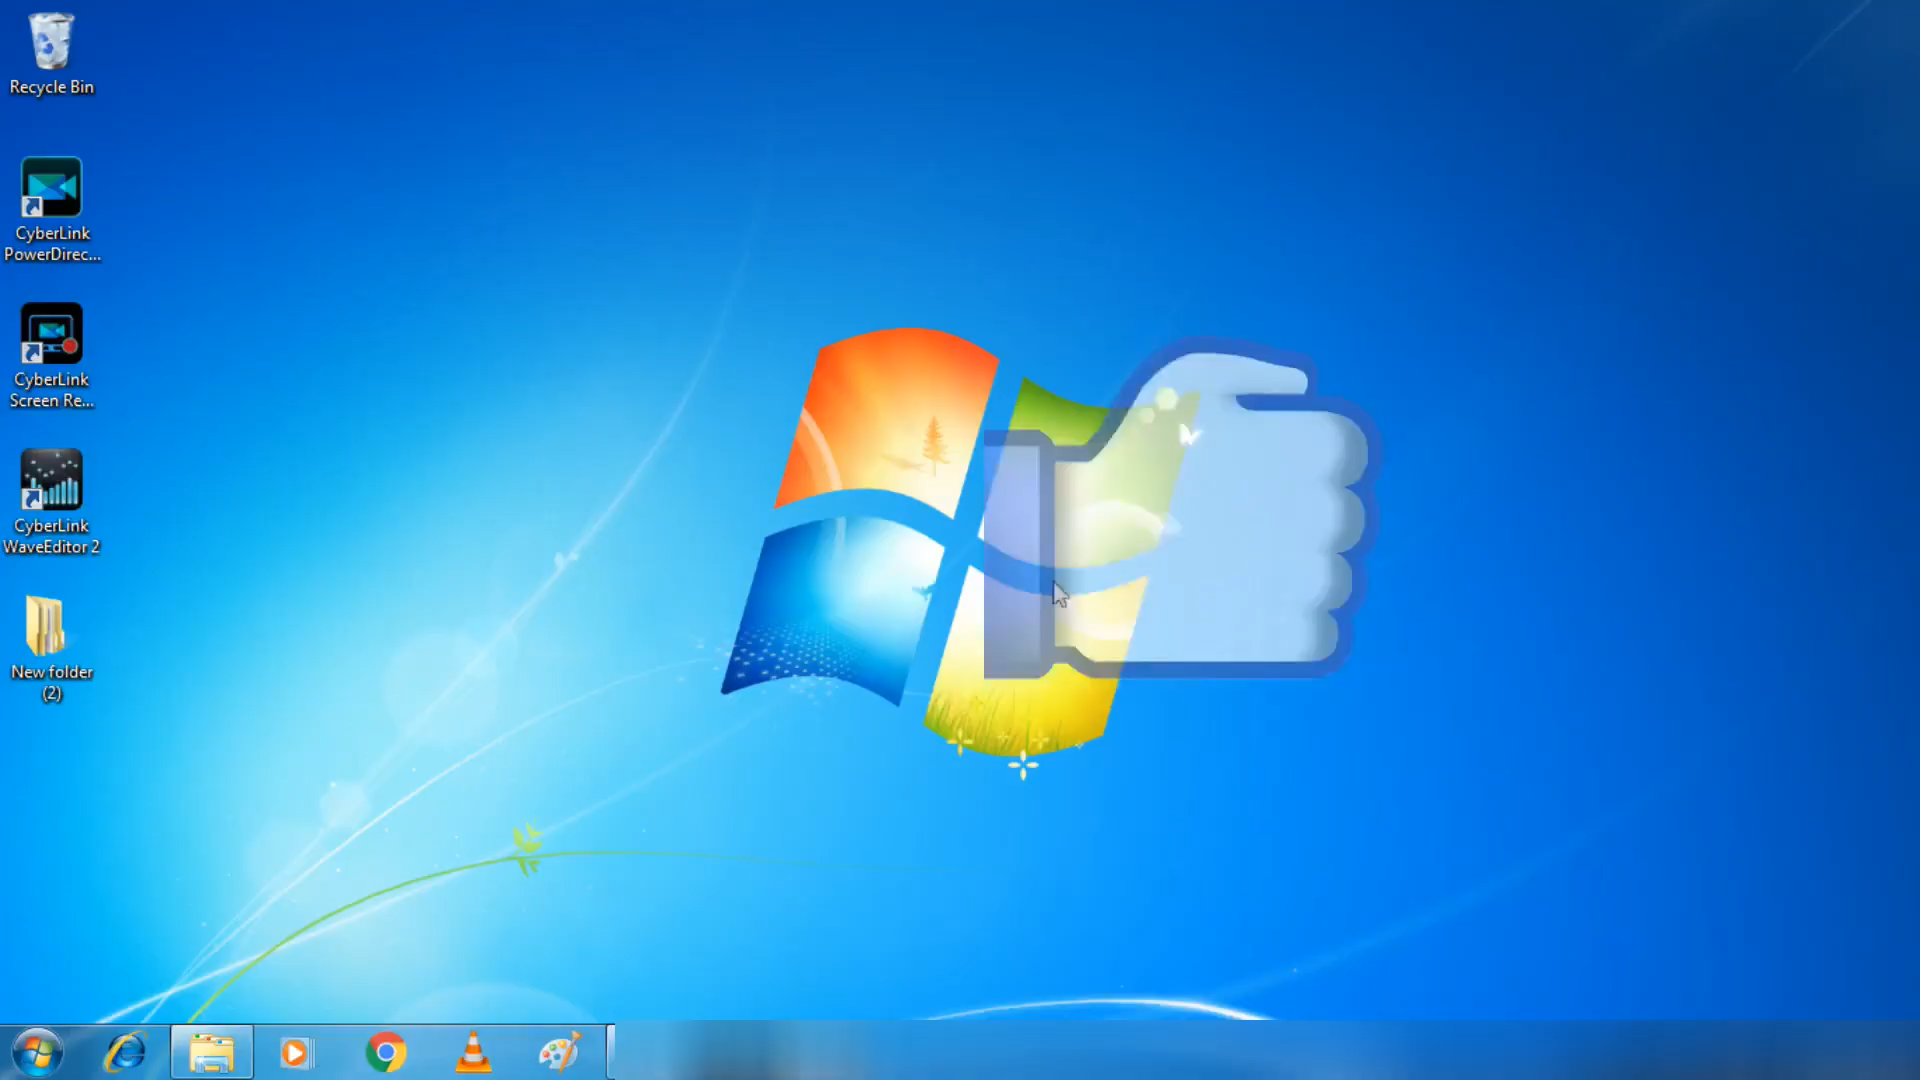 Recycle Bin
CyberLink
PowerDirec...
CyberLink
Screen Re...
CyberLink
WaveEditor 2
New folder
(2)